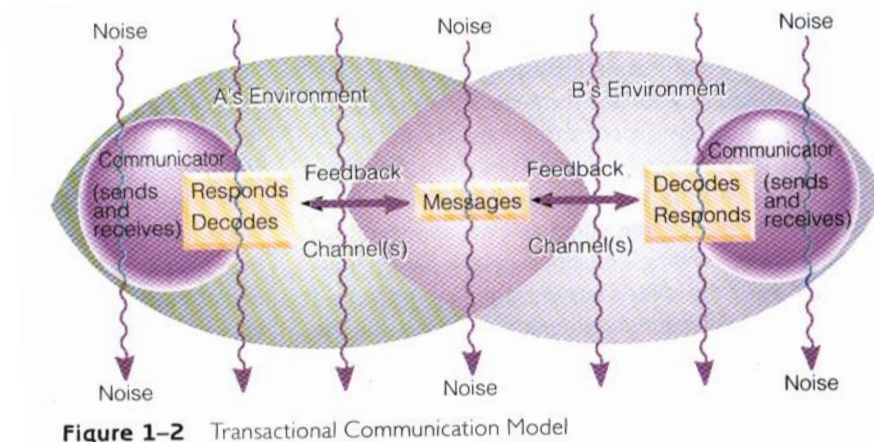 Noise
Noise
Noise
A's Environment
B's Environment
Communicator
(sends
and
receives)
Responds
Decodes
Feedback
Channel(s)
Messages
Feedback
Channel(s)
Decodes
Responds
Communicator
(sends
and
receives)
Noise
Noise
Noise
Figure 1–2 Transactional Communication Model